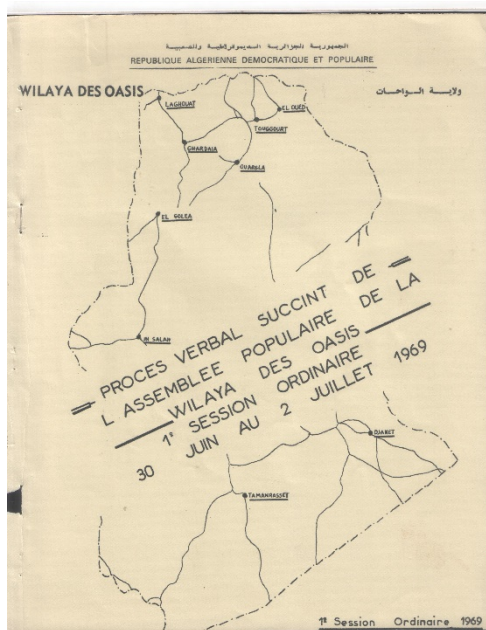 الجمهورية الجزائرية الديموقراطية والشعبية
REPUBLIQUE ALGERIENNE DEMOCRATIQUE ET POPULAIRE
WILAYA DES OASIS
ولاية الواحات
LAGHOUAT
EL OUED
TOUGGOURT
GHARDAIA
OUARGLA
EL GOLEA
IN SALAH
PROCES VERBAL SUCCINT DE
L ASSEMBLEE POPULAIRE DE LA
WILAYA DES OASIS
1e SESSION ORDINAIRE
30 JUIN AU 2 JUILLET 1969
DJANET
TAMANRASSET
1e Session Ordinaire 1969